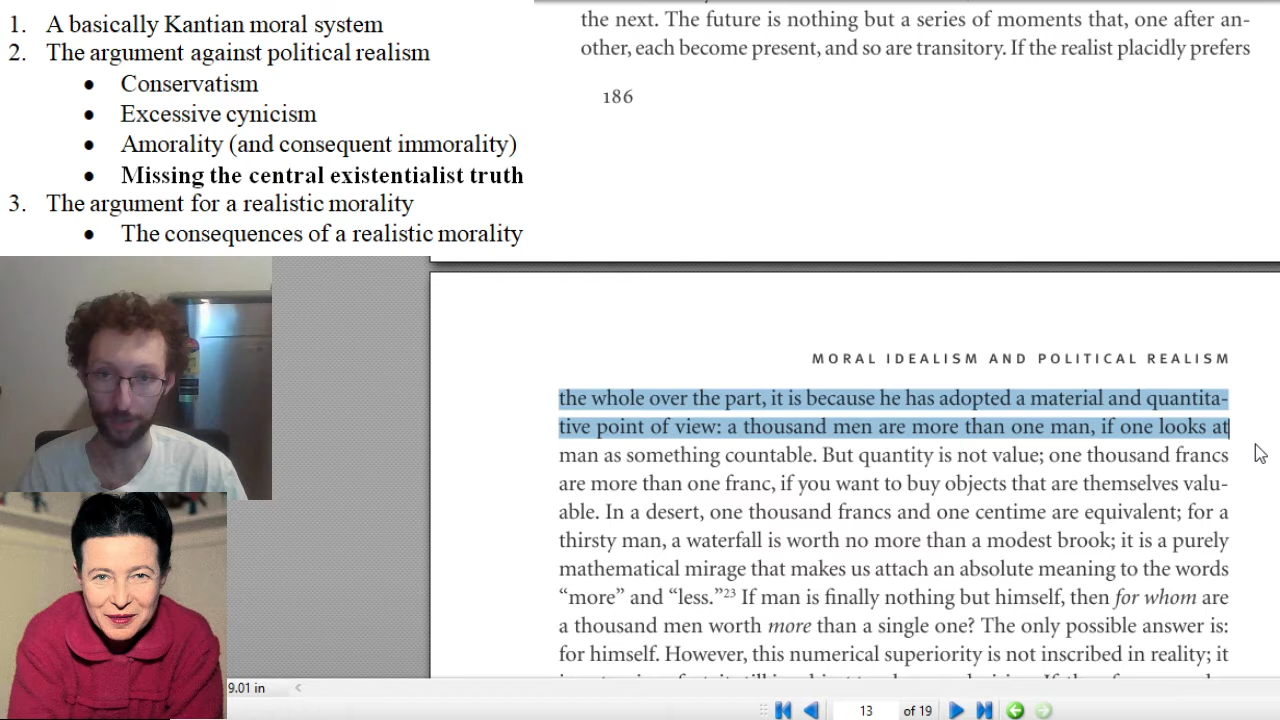 1. A basically Kantian moral system
2. The argument against political realism
• Conservatism
• Excessive cynicism
• Amorality (and consequent immorality)
• Missing the central existentialist truth
3. The argument for a realistic morality
• The consequences of a realistic morality
the next. The future is nothing but a series of moments that, one after an-
other, each become present, and so are transitory. If the realist placidly prefers
186
MORAL IDEALISM AND POLITICAL REALISM
the whole over the part, it is because he has adopted a material and quantita-
tive point of view: a thousand men are more than one man, if one looks at
man as something countable. But quantity is not value; one thousand francs
are more than one franc, if you want to buy objects that are themselves valu-
able. In a desert, one thousand francs and one centime are equivalent; for a
thirsty man, a waterfall is worth no more than a modest brook; it is a purely
mathematical mirage that makes us attach an absolute meaning to the words
“more” and “less.”23 If man is finally nothing but himself, then for whom are
a thousand men worth more than a single one? The only possible answer is:
for himself. However, this numerical superiority is not inscribed in reality; it
9.01 in
13 of 19